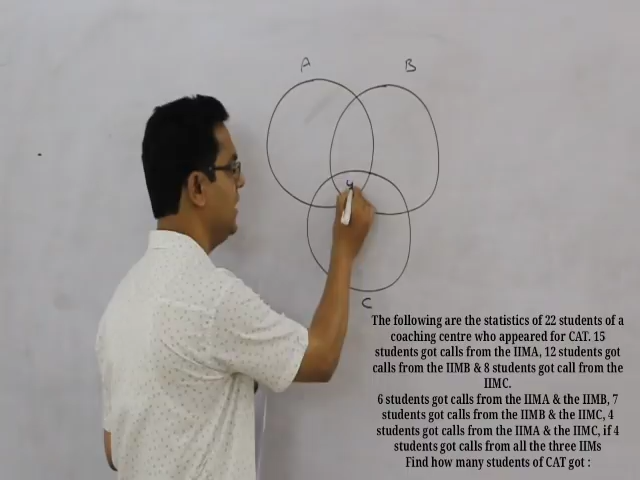 A B
4
C
The following are the statistics of 22 students of a
coaching centre who appeared for CAT. 15
students got calls from the IIMA, 12 students got
calls from the IIMB & 8 students got call from the
IIMC.
6 students got calls from the IIMA & the IIMB, 7
students got calls from the IIMB & the IIMC, 4
students got calls from the IIMA & the IIMC, if 4
students got calls from all the three IIMs
Find how many students of CAT got :